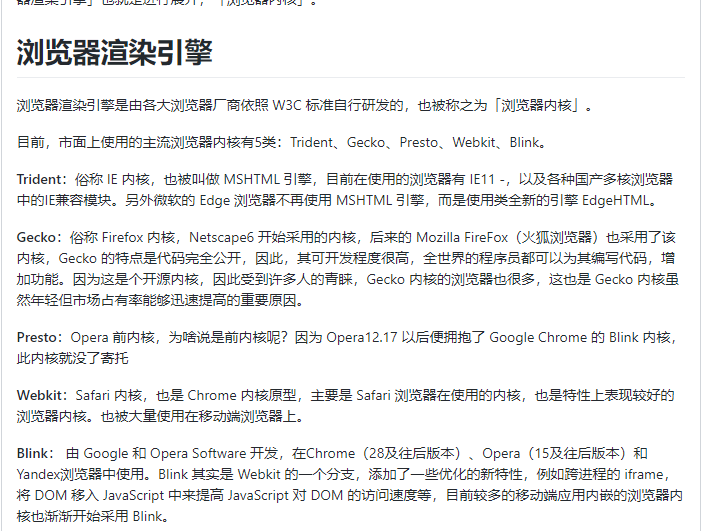 器渲染引擎」也就是进行展开，「浏览器内核」。
浏览器渲染引擎
浏览器渲染引擎是由各大浏览器厂商依照 W3C 标准自行研发的，也被称之为「浏览器内核」。
目前，市面上使用的主流浏览器内核有5类：Trident、Gecko、Presto、Webkit、Blink。
Trident：俗称 IE 内核，也被叫做 MSHTML 引擎，目前在使用的浏览器有 IE11 -，以及各种国产多核浏览器
中的IE兼容模块。另外微软的 Edge 浏览器不再使用 MSHTML 引擎，而是使用类全新的引擎 EdgeHTML。
Gecko：俗称 Firefox 内核，Netscape6 开始采用的内核，后来的 Mozilla FireFox（火狐浏览器）也采用了该
内核，Gecko 的特点是代码完全公开，因此，其可开发程度很高，全世界的程序员都可以为其编写代码，增
加功能。因为这是个开源内核，因此受到许多人的青睐，Gecko 内核的浏览器也很多，这也是 Gecko 内核虽
然年轻但市场占有率能够迅速提高的重要原因。
Presto：Opera 前内核，为啥说是前内核呢？因为 Opera12.17 以后便拥抱了 Google Chrome 的 Blink 内核，
此内核就没了寄托
Webkit：Safari 内核，也是 Chrome 内核原型，主要是 Safari 浏览器在使用的内核，也是特性上表现较好的
浏览器内核。也被大量使用在移动端浏览器上。
Blink： 由 Google 和 Opera Software 开发，在Chrome（28及往后版本）、Opera（15及往后版本）和
Yandex浏览器中使用。Blink 其实是 Webkit 的一个分支，添加了一些优化的新特性，例如跨进程的 iframe，
将 DOM 移入 JavaScript 中来提高 JavaScript 对 DOM 的访问速度等，目前较多的移动端应用内嵌的浏览器内
核也渐渐开始采用 Blink。